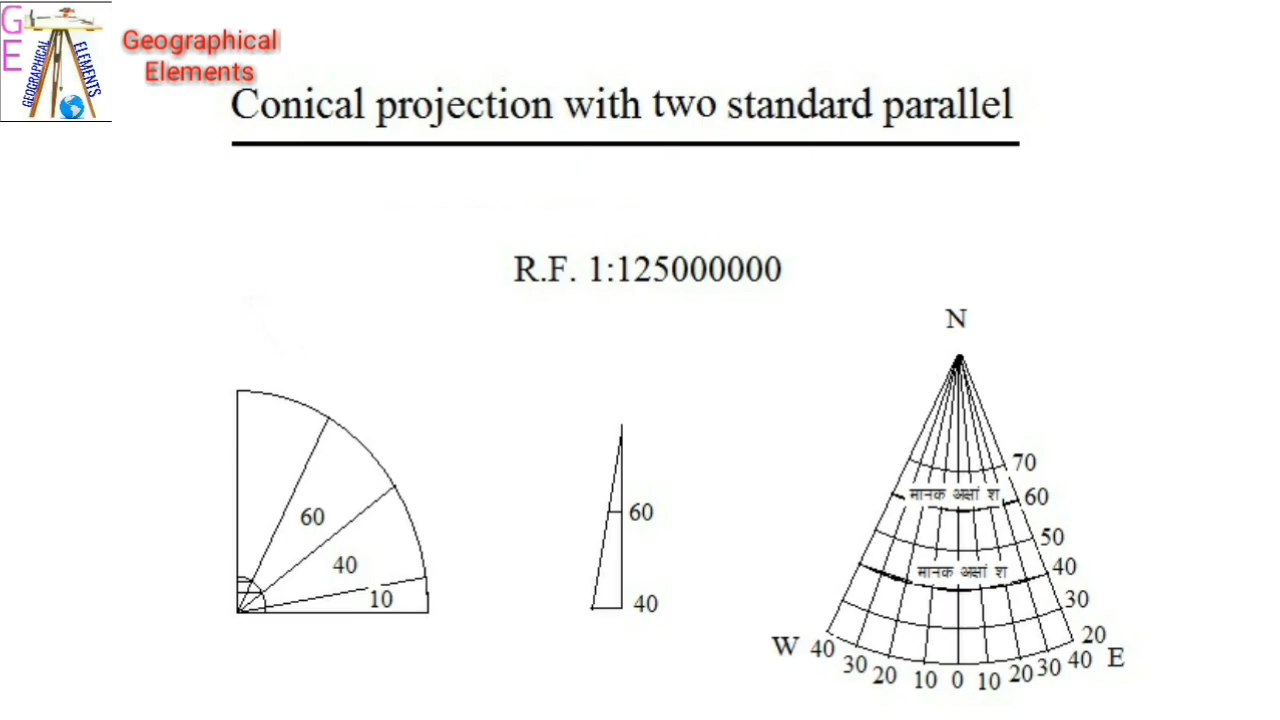 GE
GEOGRAPHICAL
ELEMENTS
Geographical
Elements
Conical projection with two standard parallel
R.F. 1:125000000
N
60
40
10
60
40
70
मानक अक्षां श
60
50
मानक अक्षां श
40
30
20
W 40 30 20 10 0 10 20 30 40 E